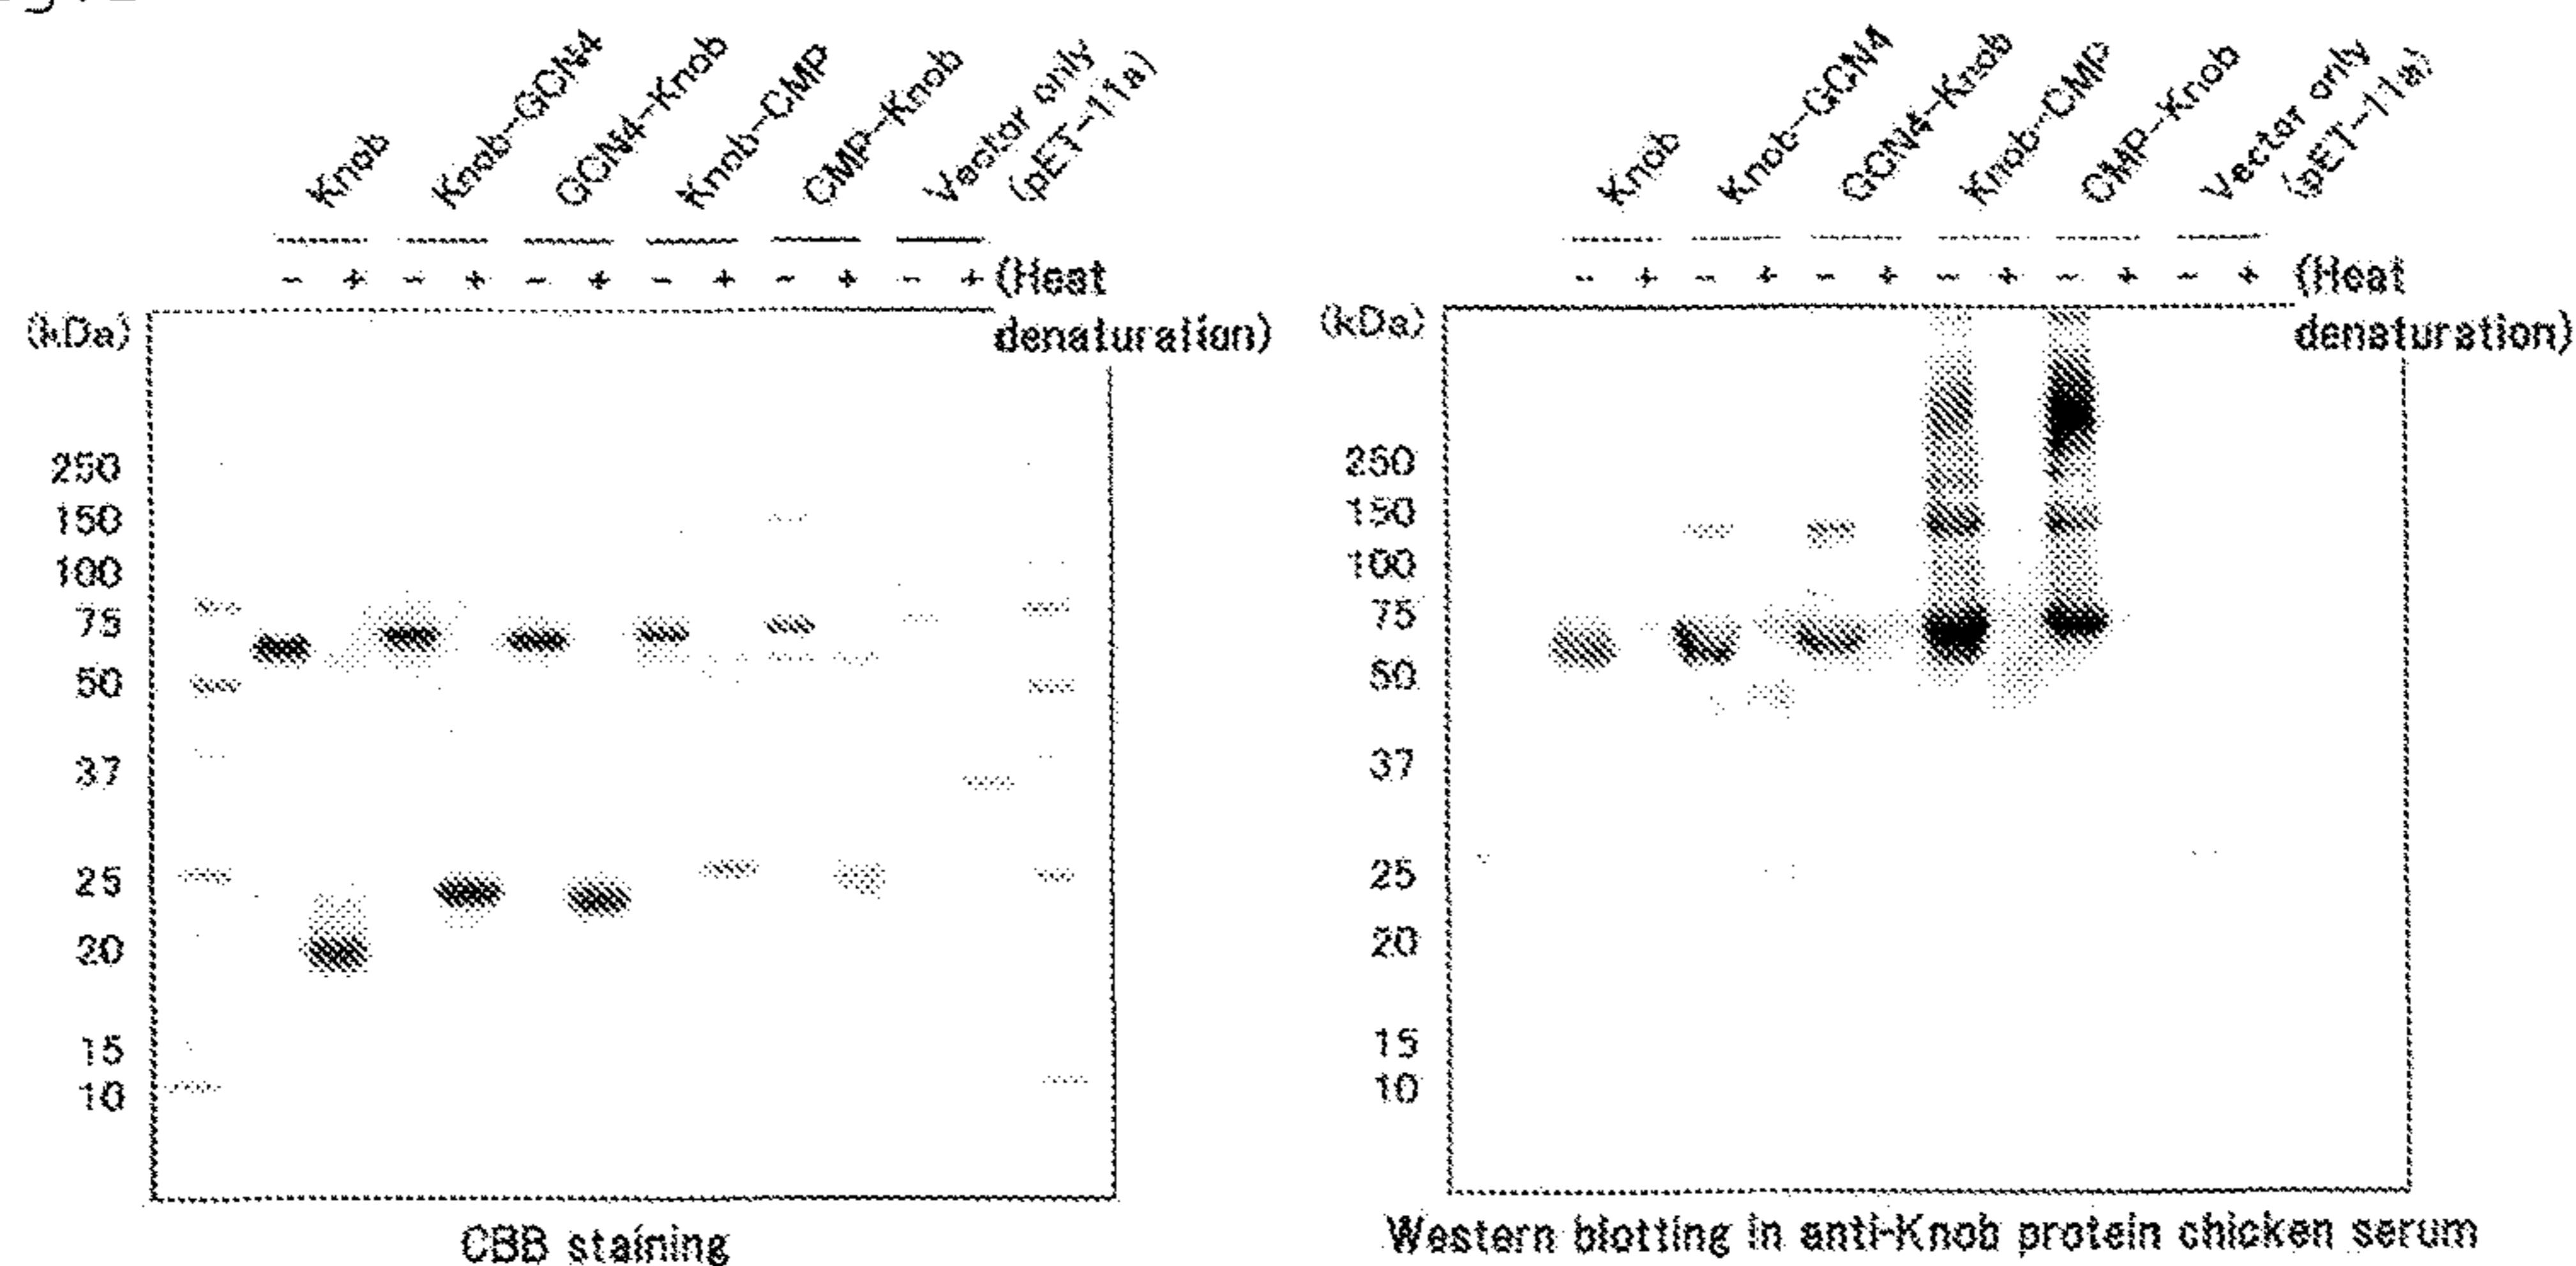 Knob
Knob-GCN4
GCN4-Knob
Knob-CMP
CMP-Knob
Vector only
(pET-11a)
- + - + - + - + - + - + (Heat
denaturation)
(kDa)
250
150
100
75
50
37
25
20
15
10
CBB staining
Knob
Knob-GCN4
GCN4-Knob
Knob-CMP
CMP-Knob
Vector only
(pET-11a)
- + - + - + - + - + - + (Heat
denaturation)
(kDa)
250
150
100
75
50
37
25
20
15
10
Western blotting in anti-Knob protein chicken serum